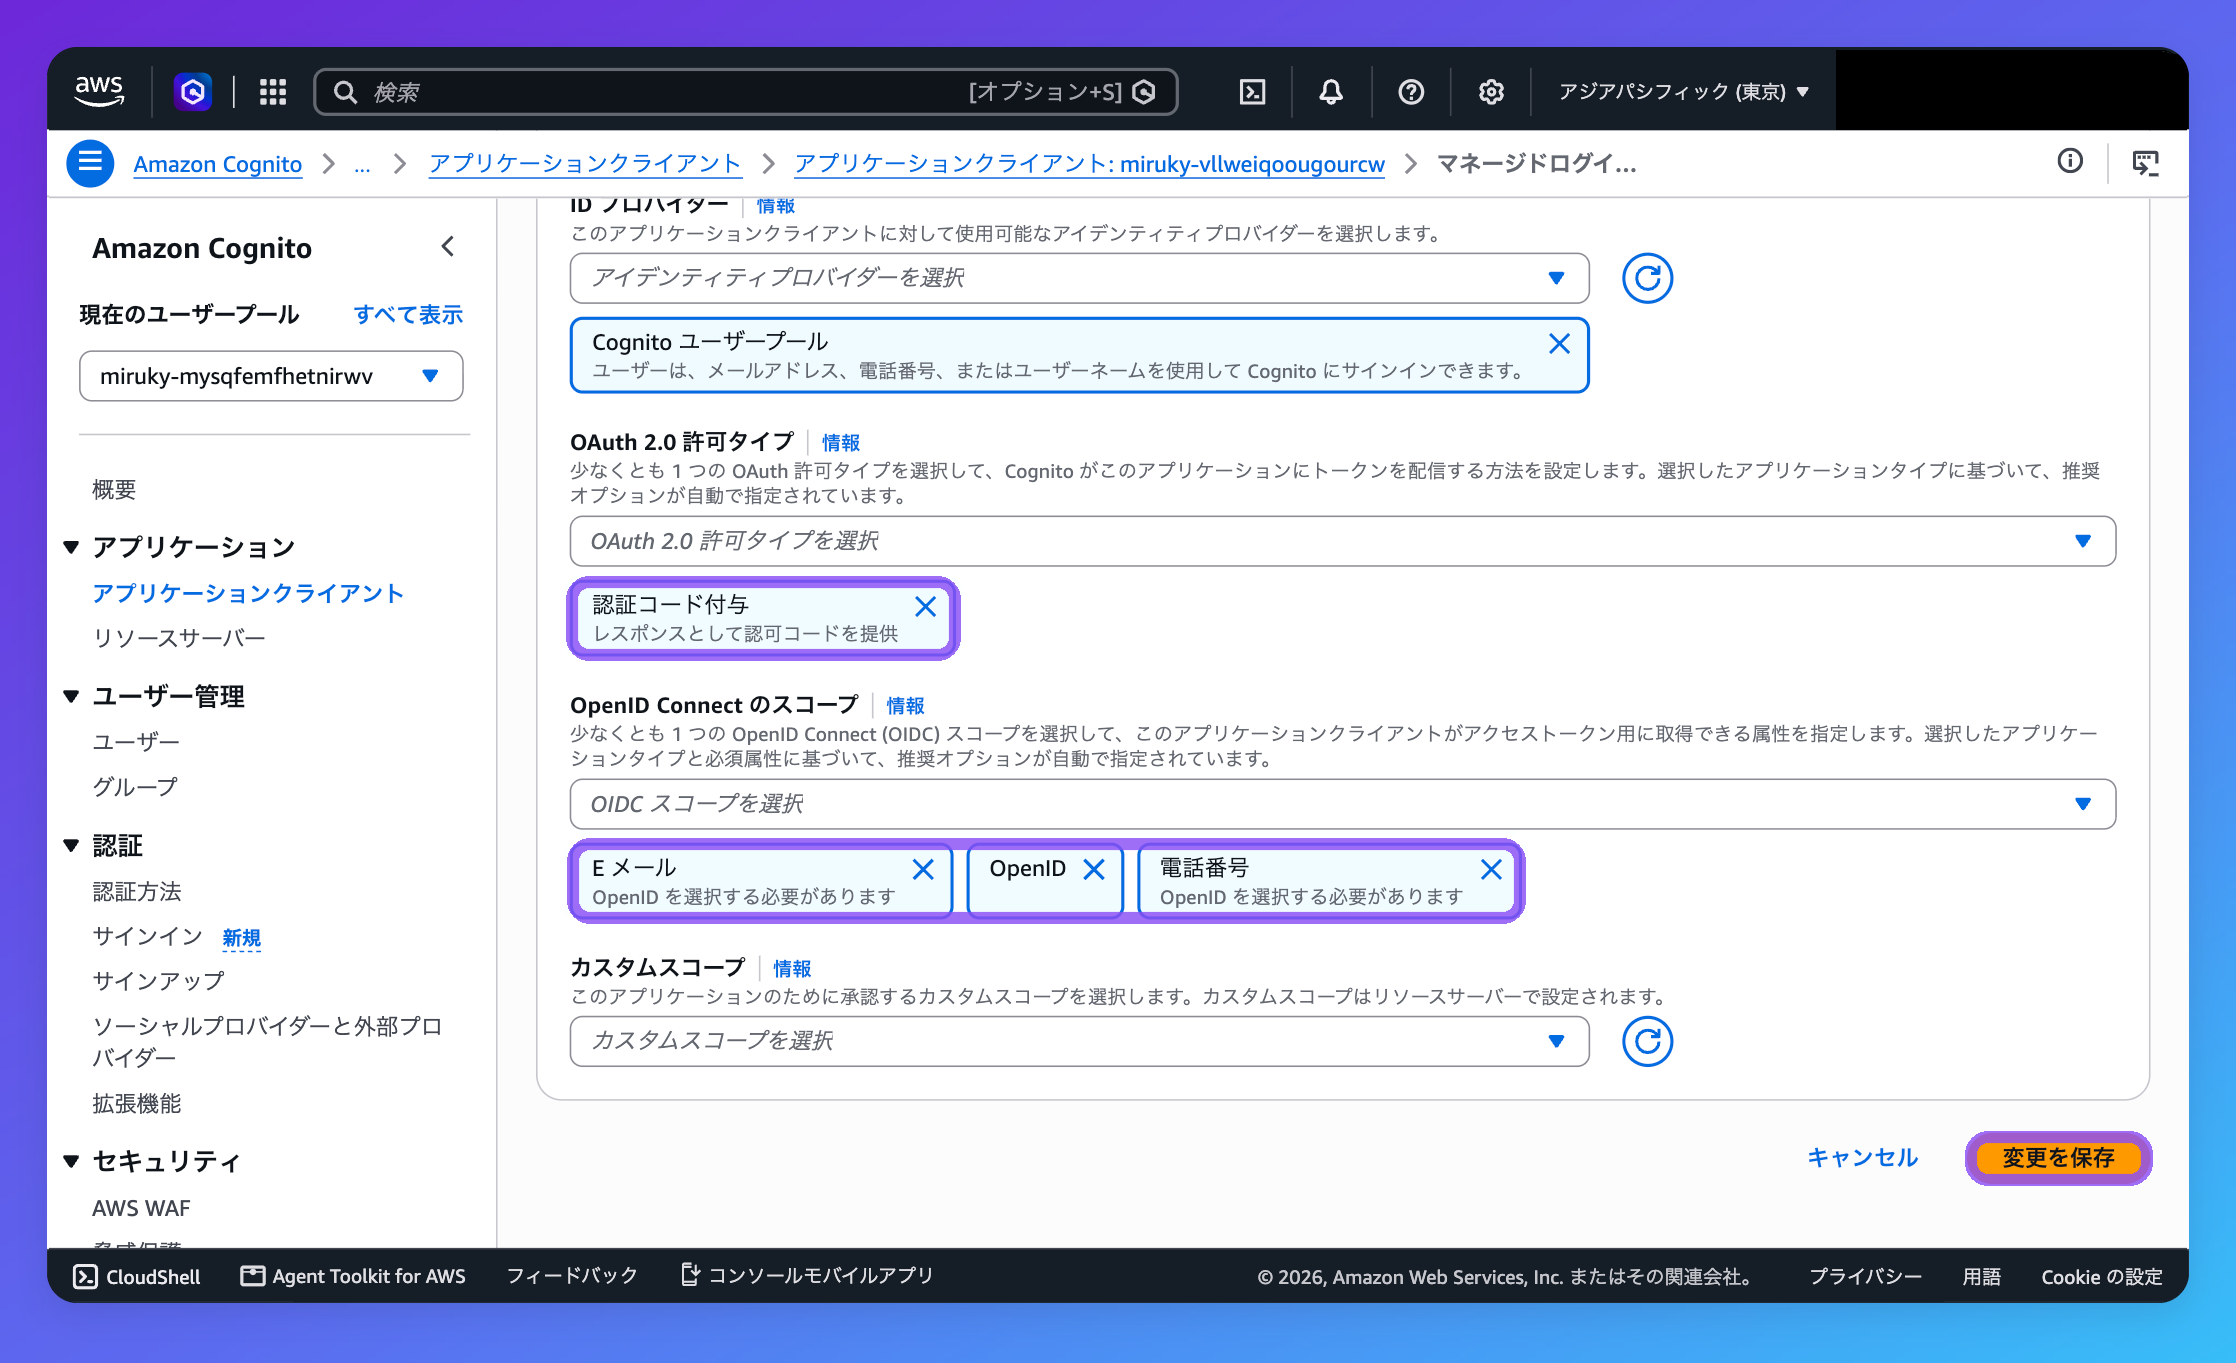 aws
検索
[オプション+S]
アジアパシフィック (東京)
Amazon Cognito
...
アプリケーションクライアント
アプリケーションクライアント: miruky-vllweiqoougourcw
マネージドログイ...
Amazon Cognito
現在のユーザープール
すべて表示
miruky-mysqfemfhetnirwv
概要
アプリケーション
アプリケーションクライアント
リソースサーバー
ユーザー管理
ユーザー
グループ
認証
認証方法
サインイン 新規
サインアップ
ソーシャルプロバイダーと外部プロ
バイダー
拡張機能
セキュリティ
AWS WAF
脅威保護
ID プロバイダー 情報
このアプリケーションクライアントに対して使用可能なアイデンティティプロバイダーを選択します。
アイデンティティプロバイダーを選択
Cognito ユーザープール
ユーザーは、メールアドレス、電話番号、またはユーザーネームを使用して Cognito にサインインできます。
OAuth 2.0 許可タイプ 情報
少なくとも 1 つの OAuth 許可タイプを選択して、Cognito がこのアプリケーションにトークンを配信する方法を設定します。選択したアプリケーションタイプに基づいて、推奨
オプションが自動で指定されています。
OAuth 2.0 許可タイプを選択
認証コード付与
レスポンスとして認可コードを提供
OpenID Connect のスコープ 情報
少なくとも 1 つの OpenID Connect (OIDC) スコープを選択して、このアプリケーションクライアントがアクセストークン用に取得できる属性を指定します。選択したアプリケー
ションタイプと必須属性に基づいて、推奨オプションが自動で指定されています。
OIDC スコープを選択
E メール
OpenID を選択する必要があります
OpenID
電話番号
OpenID を選択する必要があります
カスタムスコープ 情報
このアプリケーションのために承認するカスタムスコープを選択します。カスタムスコープはリソースサーバーで設定されます。
カスタムスコープを選択
キャンセル
変更を保存
CloudShell
Agent Toolkit for AWS
フィードバック
コンソールモバイルアプリ
© 2026, Amazon Web Services, Inc. またはその関連会社。
プライバシー
用語
Cookie の設定